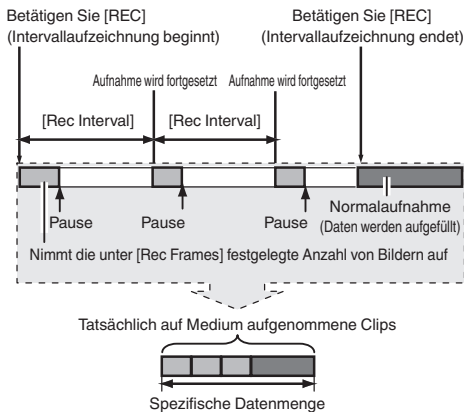 Betätigen Sie [REC]
(Intervallaufzeichnung beginnt)
Betätigen Sie [REC]
(Intervallaufzeichnung endet)
Aufnahme wird fortgesetzt
Aufnahme wird fortgesetzt
[Rec Interval]
[Rec Interval]
Pause
Pause
Pause
Normalaufnahme
(Daten werden aufgefüllt)
Nimmt die unter [Rec Frames] festgelegte Anzahl von Bildern auf
Tatsächlich auf Medium aufgenommene Clips
Spezifische Datenmenge